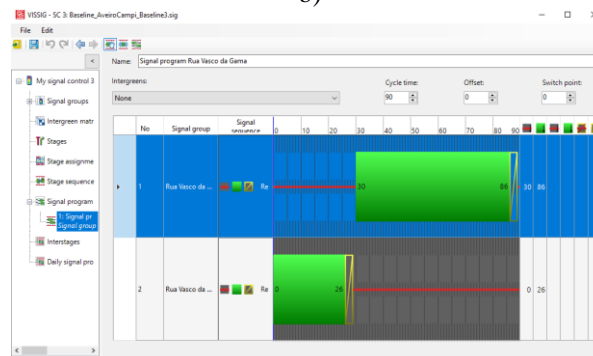 VISSIG - SC 3: Baseline_AveiroCampi_Baseline3.sig
File Edit
Name: Signal program Rua Vasco da Gama
My signal control 3
Signal groups
Intergreen matr
Stages
Stage assignme
Stage sequence
Signal program
1: Signal pr
Signal group
Interstages
Daily signal pro
Intergreens:
None
Cycle time:
90
Offset:
0
Switch point:
0
No Signal group Signal sequence 0 10 20 30 40 50 60 70 80 90
1 Rua Vasco da ... Re 30 86 30 86
2 Rua Vasco da ... Re 0 26 0 26